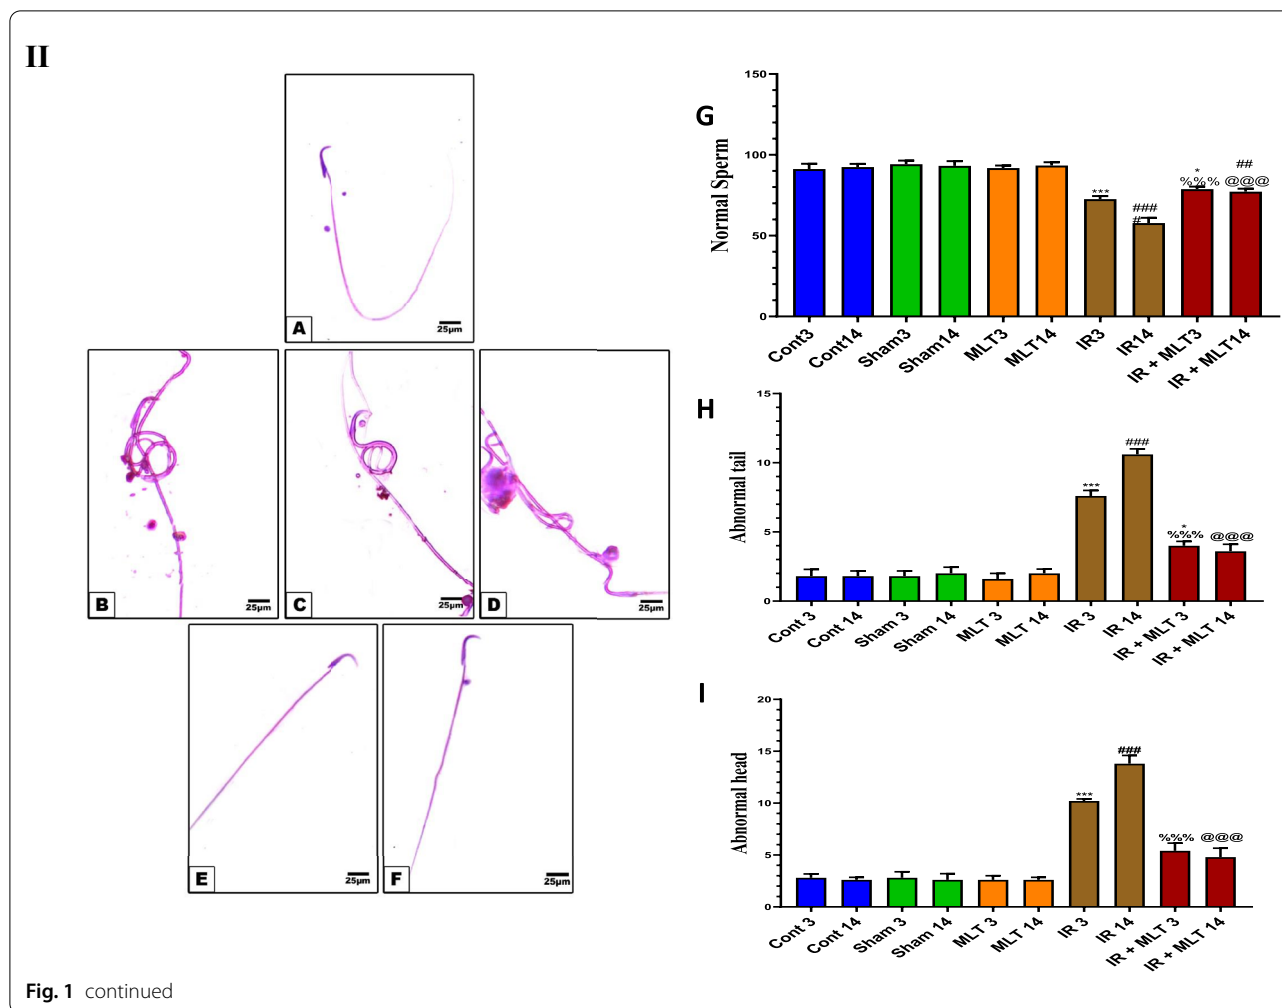 II
A
25µm
B
25µm
C
25µm
D
25µm
E
25µm
F
25µm
G
Normal Sperm
150
100
50
0
***
###
#
*
%%%
##
@@@
Cont3
Cont14
Sham3
Sham14
MLT3
MLT14
IR3
IR14
IR + MLT3
IR + MLT14
H
Abnormal tail
15
10
5
0
***
###
*
%%%
@@@
Cont 3
Cont 14
Sham 3
Sham 14
MLT 3
MLT 14
IR 3
IR 14
IR + MLT 3
IR + MLT 14
I
Abnormal head
20
15
10
5
0
***
###
%%%
@@@
Cont 3
Cont 14
Sham 3
Sham 14
MLT 3
MLT 14
IR 3
IR 14
IR + MLT 3
IR + MLT 14
Fig. 1 continued